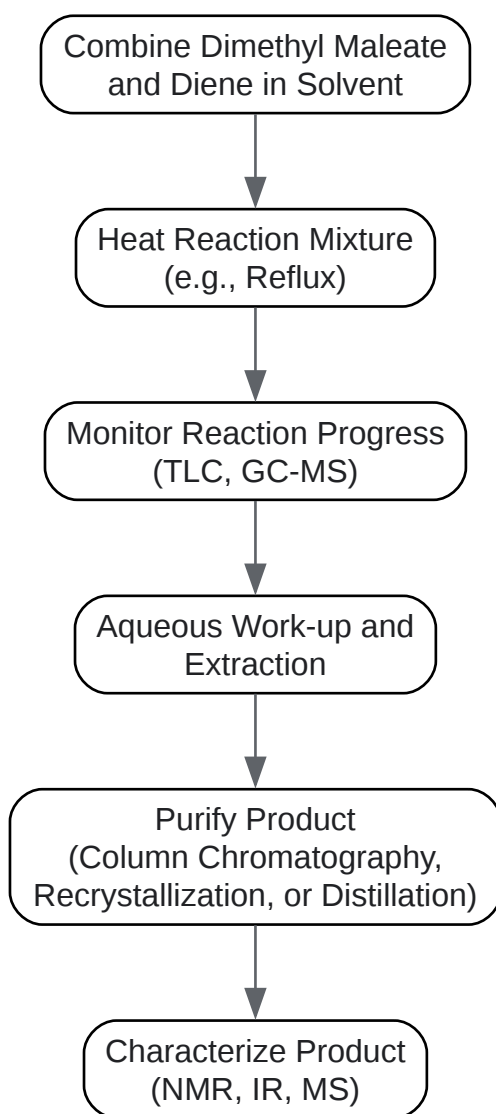 Combine Dimethyl Maleate
and Diene in Solvent
Heat Reaction Mixture
(e.g., Reflux)
Monitor Reaction Progress
(TLC, GC-MS)
Aqueous Work-up and
Extraction
Purify Product
(Column Chromatography,
Recrystallization, or Distillation)
Characterize Product
(NMR, IR, MS)